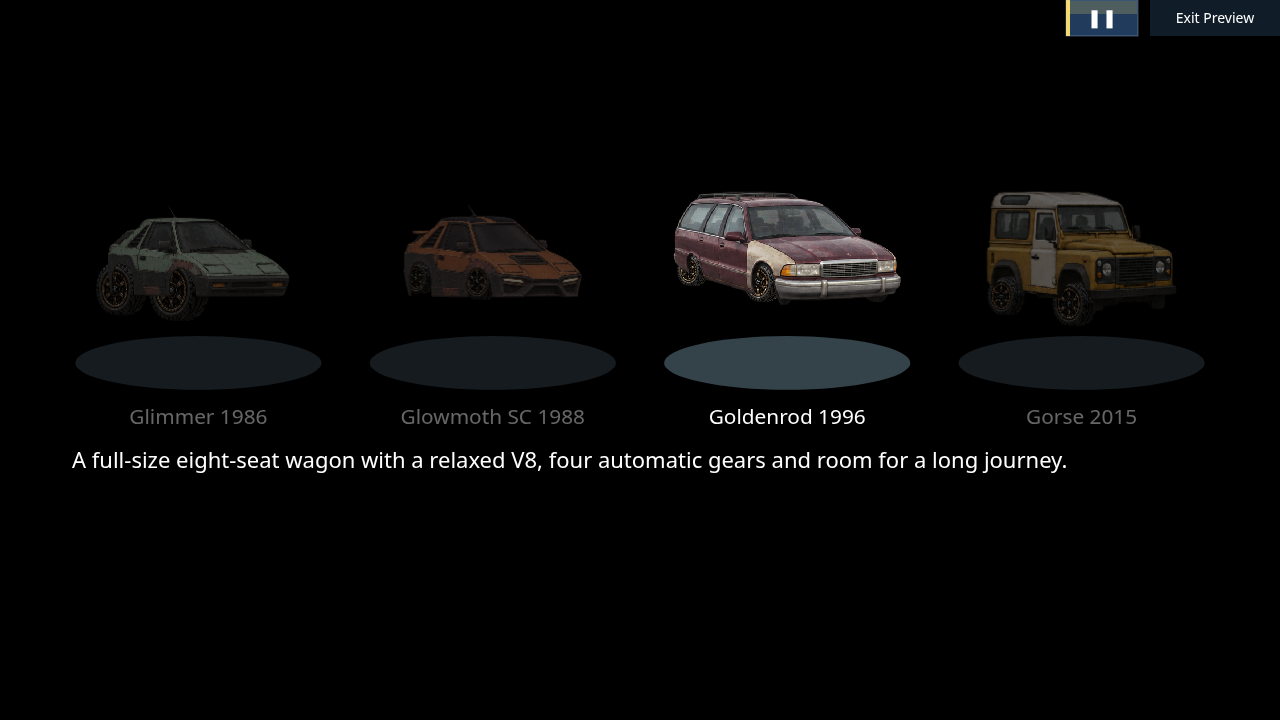 Exit Preview
Glimmer 1986
Glowmoth SC 1988
Goldenrod 1996
Gorse 2015
A full-size eight-seat wagon with a relaxed V8, four automatic gears and room for a long journey.